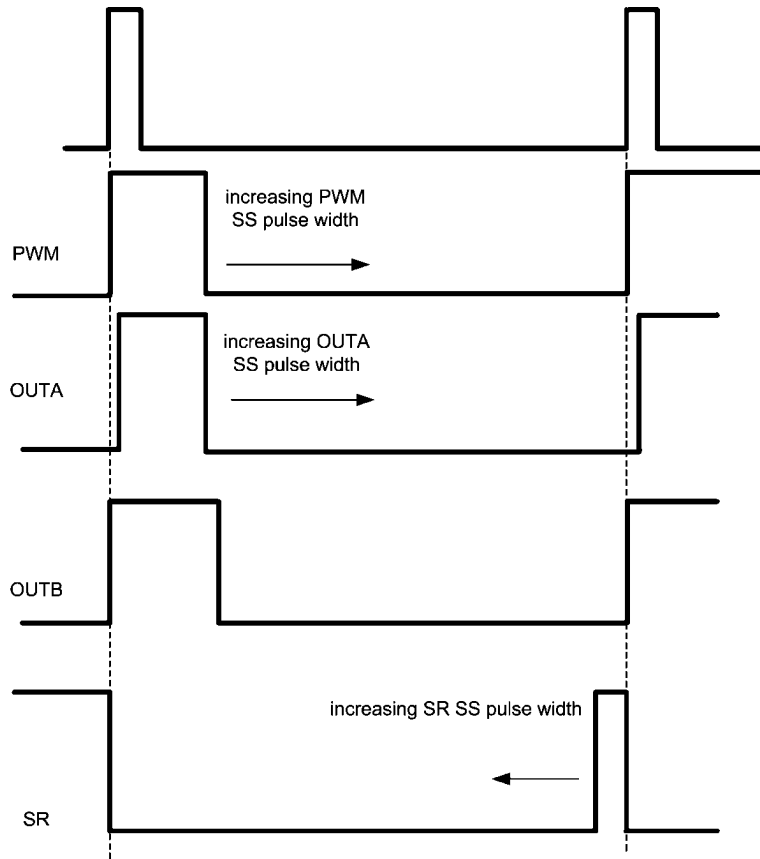 increasing PWM
SS pulse width
PWM
increasing OUTA
SS pulse width
OUTA
OUTB
increasing SR SS pulse width
SR